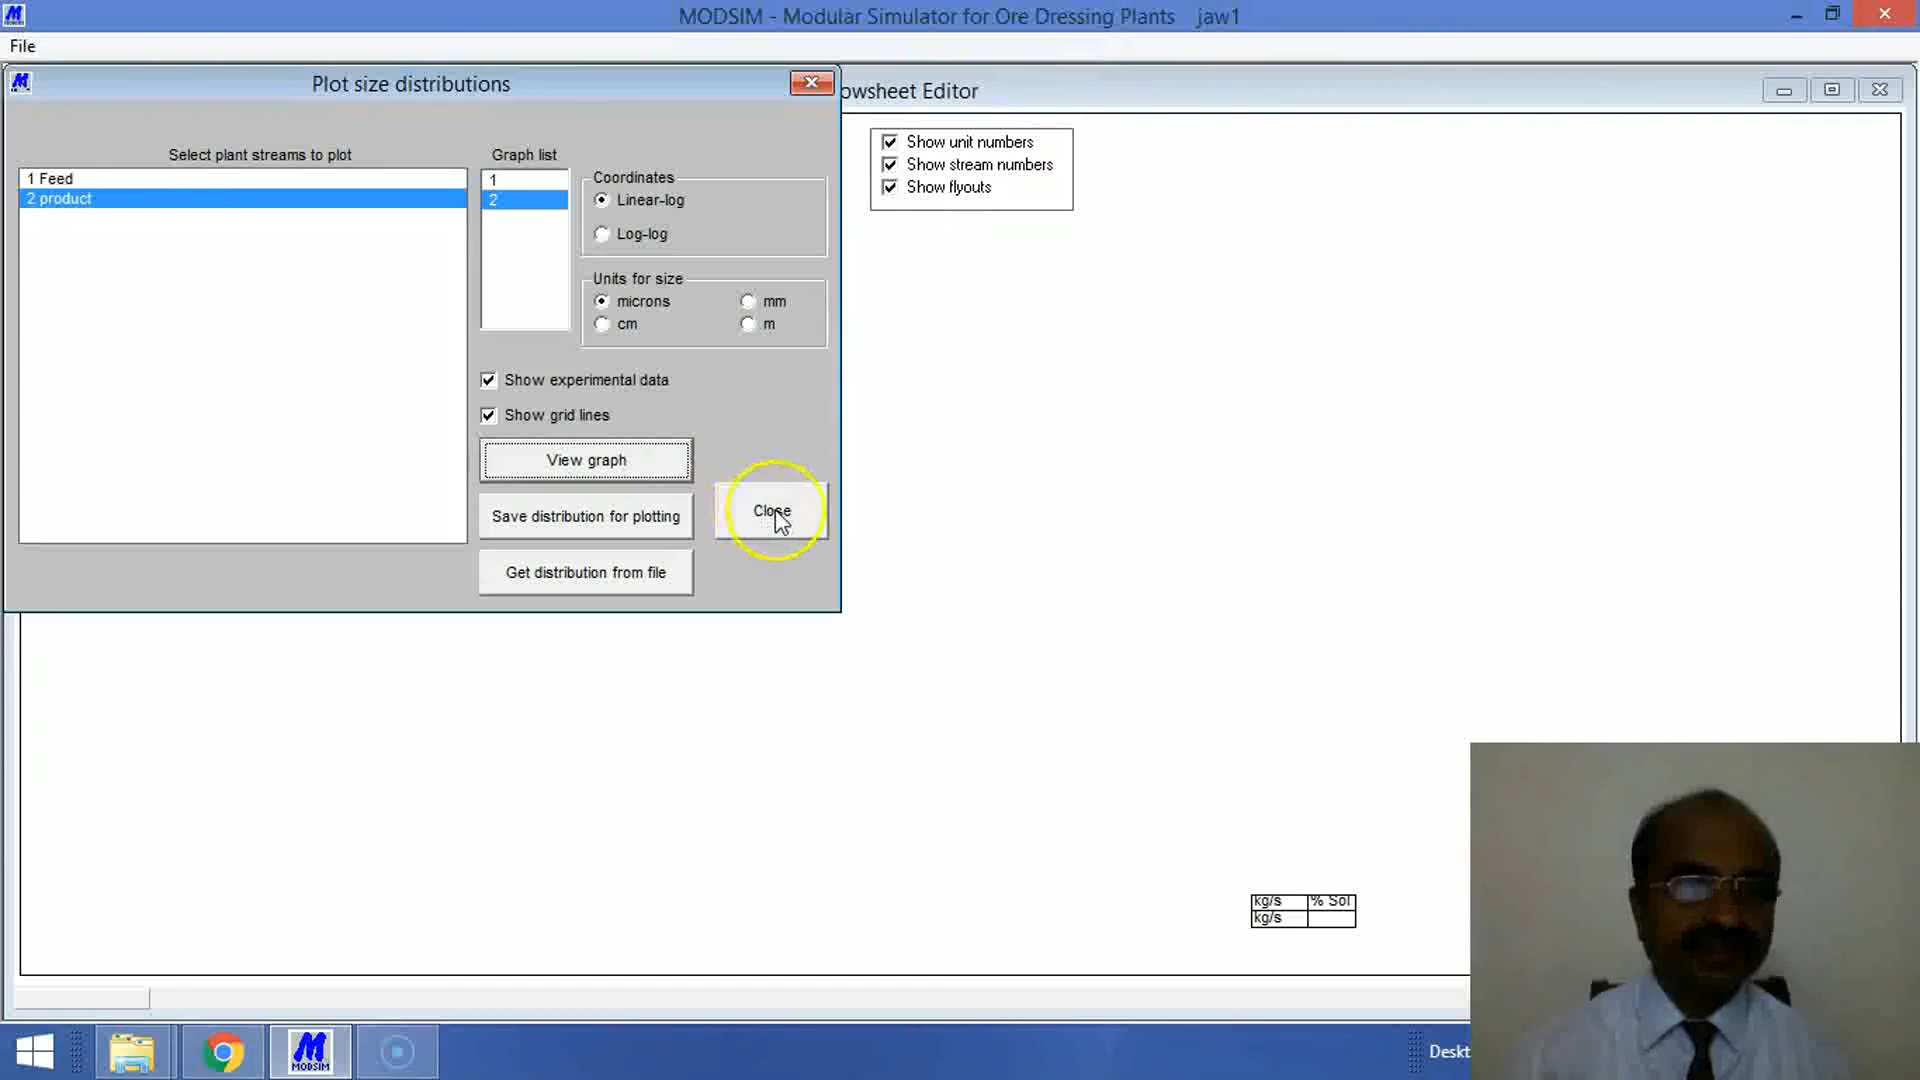 MODSIM - Modular Simulator for Ore Dressing Plants jaw1
File
Plot size distributions
owsheet Editor
Select plant streams to plot
1 Feed
2 product
Graph list
1
2
Coordinates
Linear-log
Log-log
Units for size
microns mm
cm m
Show experimental data
Show grid lines
View graph
Save distribution for plotting
Get distribution from file
Close
Show unit numbers
Show stream numbers
Show flyouts
kg/s % Sol
kg/s
MODSIM
Deskt